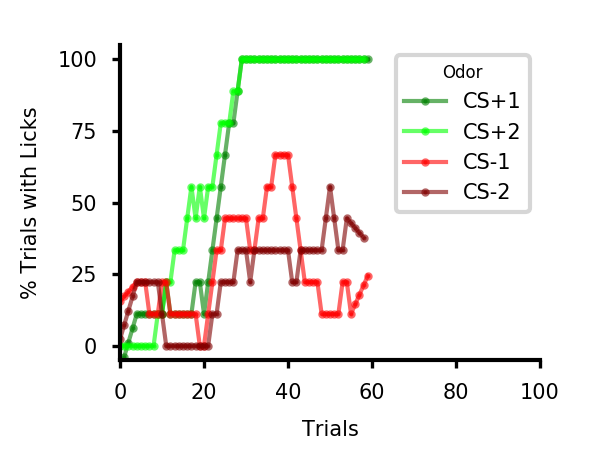 100
75
50
25
0
% Trials with Licks
0 20 40 60 80 100
Trials
Odor
CS+1
CS+2
CS-1
CS-2